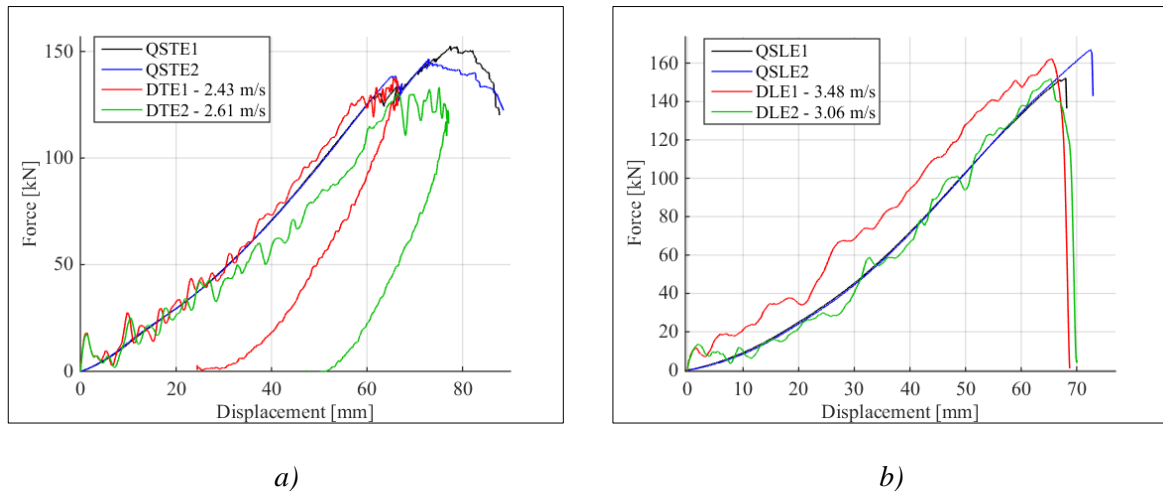 150
100
50
0
Force [kN]
QSTE1
QSTE2
DTE1 - 2.43 m/s
DTE2 - 2.61 m/s
0 20 40 60 80
Displacement [mm]
a)
160
140
120
100
80
60
40
20
0
Force [kN]
QSLE1
QSLE2
DLE1 - 3.48 m/s
DLE2 - 3.06 m/s
0 10 20 30 40 50 60 70
Displacement [mm]
b)